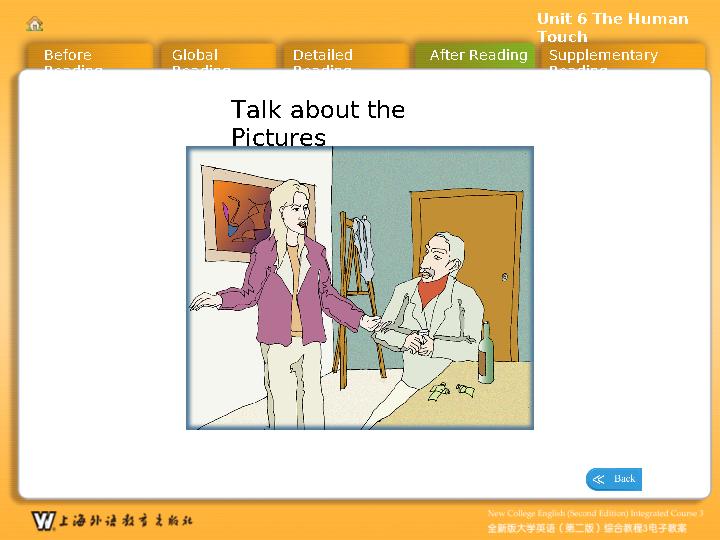 Unit 6 The Human
Touch
Before
Reading
Global
Reading
Detailed
Reading
After Reading
Supplementary
Reading
Talk about the
Pictures
Back
W 上海外语教育出版社
New College English (Second Edition) Integrated Course 3
全新版大学英语（第二版）综合教程3电子教案